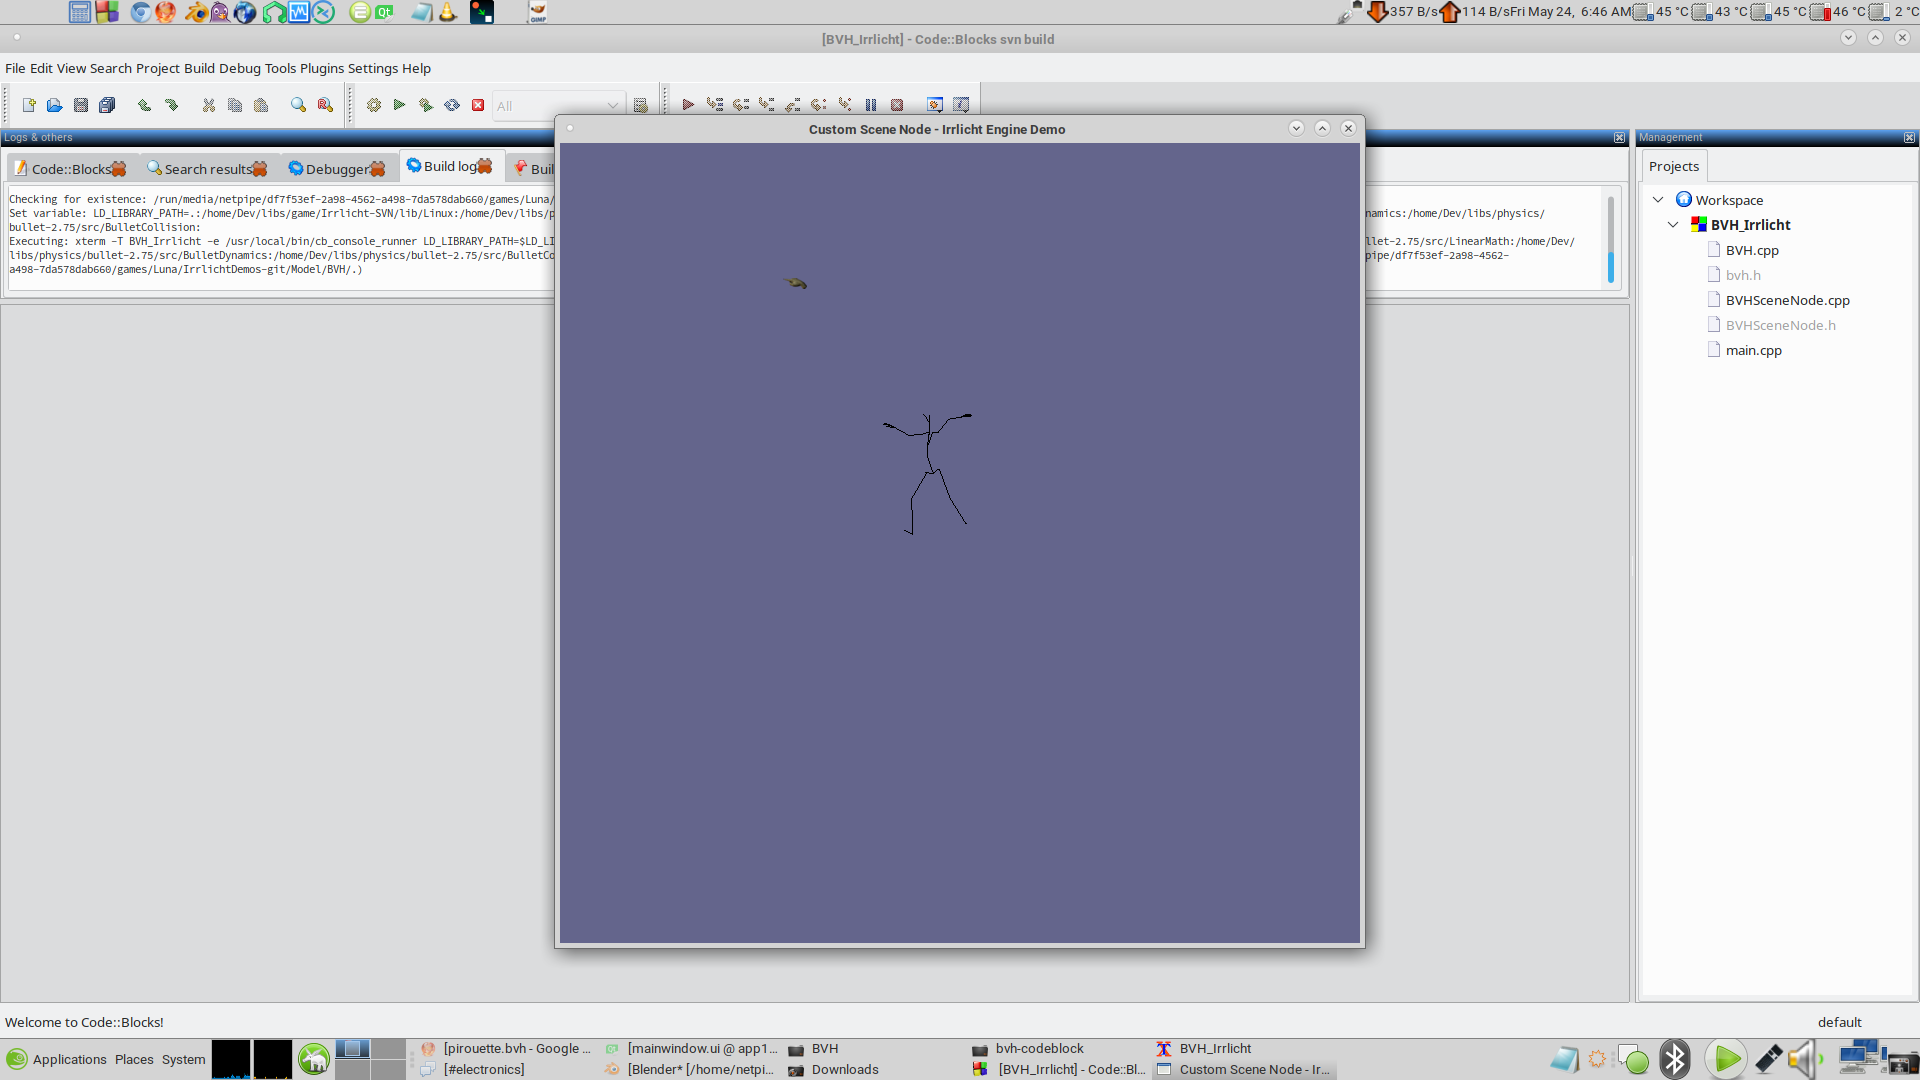 357 B/s 114 B/s Fri May 24, 6:46 AM 45 °C 43 °C 45 °C 46 °C 2 °C
[BVH_Irrlicht] - Code::Blocks svn build
File Edit View Search Project Build Debug Tools Plugins Settings Help
All
Custom Scene Node - Irrlicht Engine Demo
Logs & others
Management
Code::Blocks Search results Debugger Build log Buil
Projects
Checking for existence: /run/media/netpipe/df7f53ef-2a98-4562-a498-7da578dab660/games/Luna/
Set variable: LD_LIBRARY_PATH=.:/home/Dev/libs/game/Irrlicht-SVN/lib/Linux:/home/Dev/libs/p namics:/home/Dev/libs/physics/
bullet-2.75/src/BulletCollision:
Executing: xterm -T BVH_Irrlicht -e /usr/local/bin/cb_console_runner LD_LIBRARY_PATH=$LD_LI llet-2.75/src/LinearMath:/home/Dev/
libs/physics/bullet-2.75/src/BulletDynamics:/home/Dev/libs/physics/bullet-2.75/src/BulletCo pipe/df7f53ef-2a98-4562-
a498-7da578dab660/games/Luna/IrrlichtDemos-git/Model/BVH/.)
Workspace
BVH_Irrlicht
BVH.cpp
bvh.h
BVHSceneNode.cpp
BVHSceneNode.h
main.cpp
Welcome to Code::Blocks!
default
Applications Places System
[pirouette.bvh - Google ... [mainwindow.ui @ app1... BVH bvh-codeblock BVH_Irrlicht
[#electronics] [Blender* [/home/netpi... Downloads [BVH_Irrlicht] - Code::Bl... Custom Scene Node - Ir...